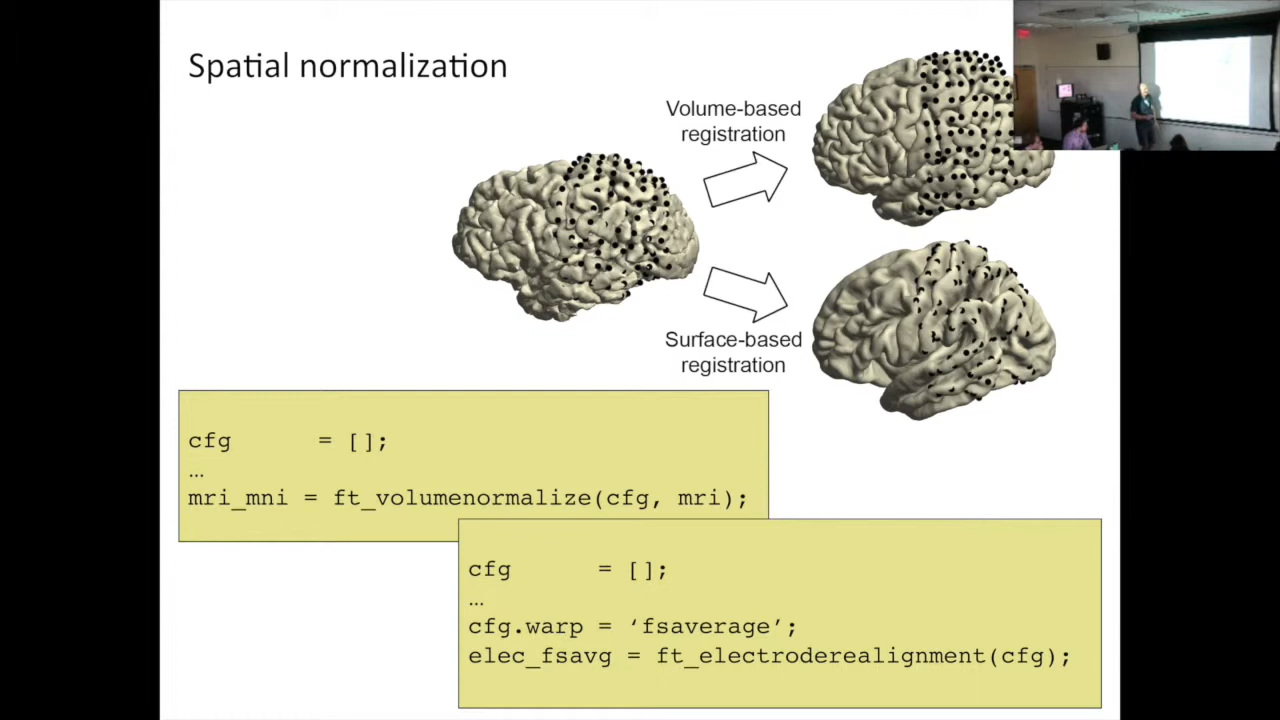 Spatial normalization
Volume-based
registration
Surface-based
registration
cfg      = [];
…
mri_mni = ft_volumenormalize(cfg, mri);
cfg      = [];
…
cfg.warp = ‘fsaverage’;
elec_fsavg = ft_electroderealignment(cfg);